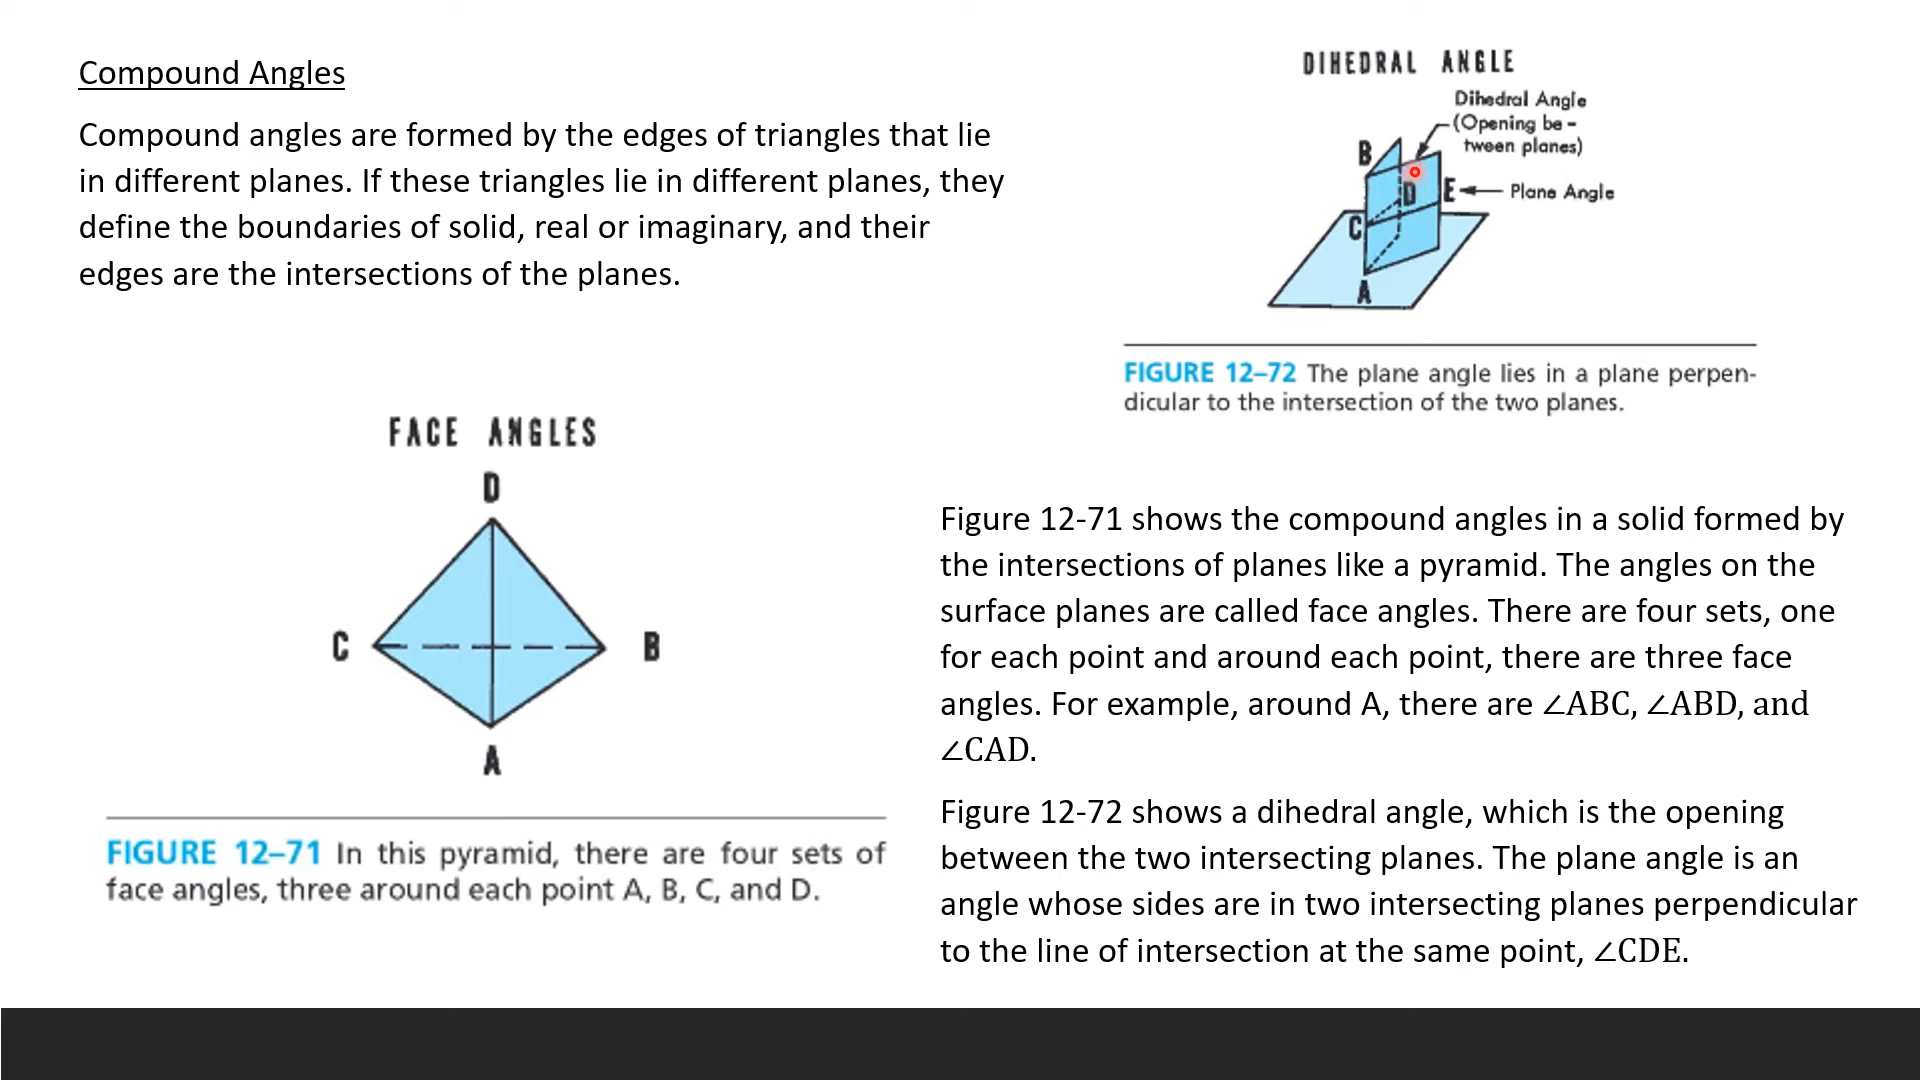 Compound Angles
Compound angles are formed by the edges of triangles that lie
in different planes. If these triangles lie in different planes, they
define the boundaries of solid, real or imaginary, and their
edges are the intersections of the planes.
DIHEDRAL ANGLE
Dihedral Angle
(Opening be-
tween planes)
B
D
E
Plane Angle
C
A
FIGURE 12–72 The plane angle lies in a plane perpen-
dicular to the intersection of the two planes.
FACE ANGLES
D
C
B
A
FIGURE 12–71 In this pyramid, there are four sets of
face angles, three around each point A, B, C, and D.
Figure 12-71 shows the compound angles in a solid formed by
the intersections of planes like a pyramid. The angles on the
surface planes are called face angles. There are four sets, one
for each point and around each point, there are three face
angles. For example, around A, there are ∠ABC, ∠ABD, and
∠CAD.
Figure 12-72 shows a dihedral angle, which is the opening
between the two intersecting planes. The plane angle is an
angle whose sides are in two intersecting planes perpendicular
to the line of intersection at the same point, ∠CDE.